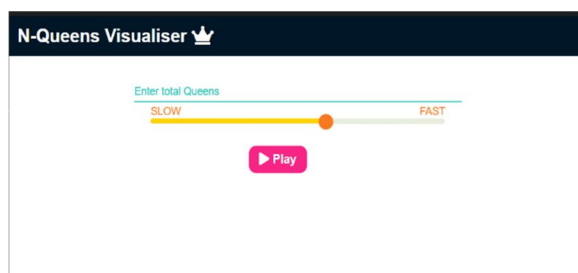 N-Queens Visualiser
Enter total Queens
SLOW FAST
Play